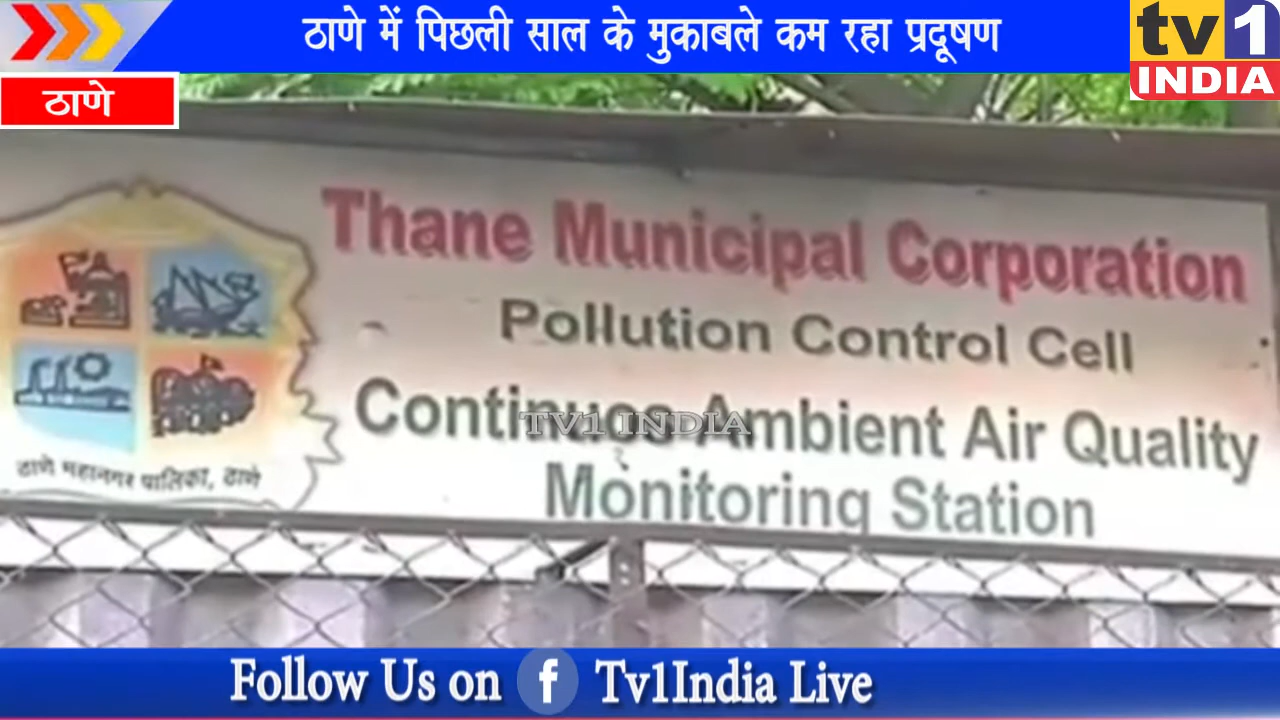 ठाणे में पिछली साल के मुकाबले कम रहा प्रदूषण
tv1
INDIA
ठाणे
Thane Municipal Corporation
Pollution Control Cell
Continues Ambient Air Quality
Monitoring Station
ठाणे महानगर पालिका, ठाणे
TV1 INDIA
Follow Us on f Tv1India Live